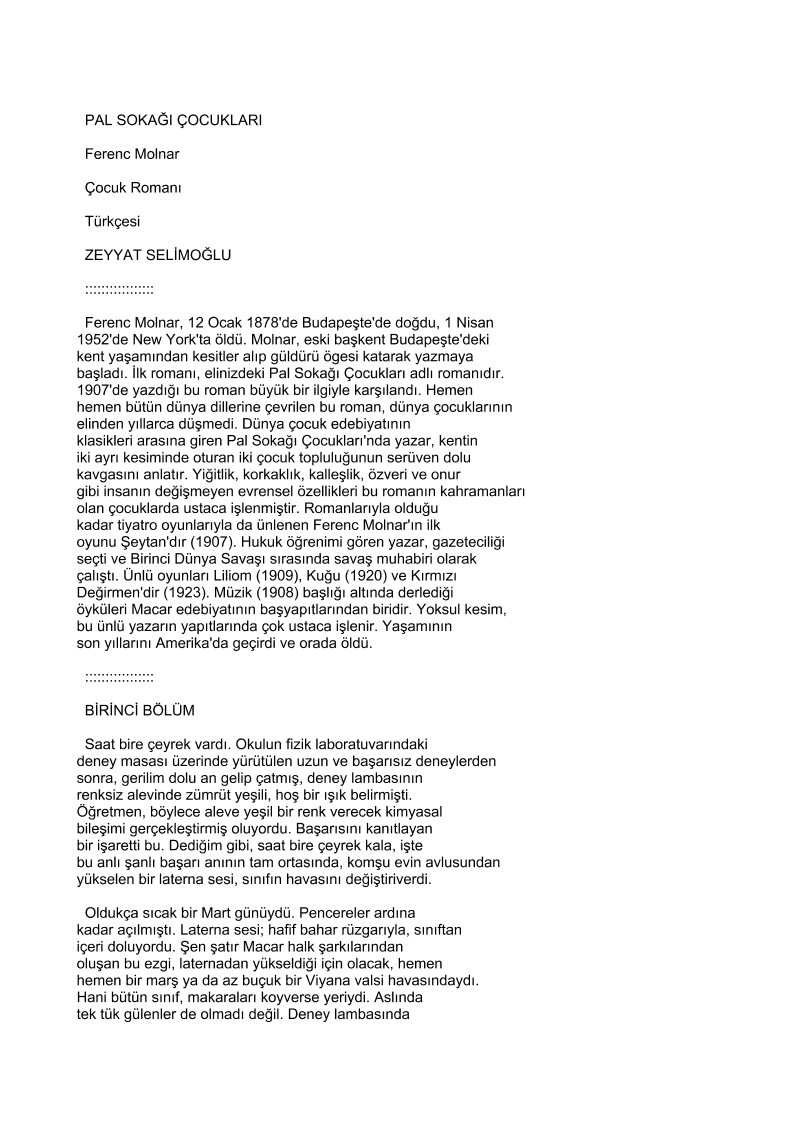 PAL SOKAĞI ÇOCUKLARI
Ferenc Molnar
Çocuk Romanı
Türkçesi
ZEYYAT SELİMOĞLU
:::::::::::::::::
Ferenc Molnar, 12 Ocak 1878'de Budapeşte'de doğdu, 1 Nisan
1952'de New York'ta öldü. Molnar, eski başkent Budapeşte'deki
kent yaşamından kesitler alıp güldürü ögesi katarak yazmaya
başladı. İlk romanı, elinizdeki Pal Sokağı Çocukları adlı romanıdır.
1907'de yazdığı bu roman büyük bir ilgiyle karşılandı. Hemen
hemen bütün dünya dillerine çevrilen bu roman, dünya çocuklarının
elinden yıllarca düşmedi. Dünya çocuk edebiyatının
klasikleri arasına giren Pal Sokağı Çocukları'nda yazar, kentin
iki ayrı kesiminde oturan iki çocuk topluluğunun serüven dolu
kavgasını anlatır. Yiğitlik, korkaklık, kalleşlik, özveri ve onur
gibi insanın değişmeyen evrensel özellikleri bu romanın kahramanları
olan çocuklarda ustaca işlenmiştir. Romanlarıyla olduğu
kadar tiyatro oyunlarıyla da ünlenen Ferenc Molnar'ın ilk
oyunu Şeytan'dır (1907). Hukuk öğrenimi gören yazar, gazeteciliği
seçti ve Birinci Dünya Savaşı sırasında savaş muhabiri olarak
çalıştı. Ünlü oyunları Liliom (1909), Kuğu (1920) ve Kırmızı
Değirmen'dir (1923). Müzik (1908) başlığı altında derlediği
öyküleri Macar edebiyatının başyapıtlarından biridir. Yoksul kesim,
bu ünlü yazarın yapıtlarında çok ustaca işlenir. Yaşamının
son yıllarını Amerika'da geçirdi ve orada öldü.
:::::::::::::::::
BİRİNCİ BÖLÜM
Saat bire çeyrek vardı. Okulun fizik laboratuvarındaki
deney masası üzerinde yürütülen uzun ve başarısız deneylerden
sonra, gerilim dolu an gelip çatmış, deney lambasının
renksiz alevinde zümrüt yeşili, hoş bir ışık belirmişti.
Öğretmen, böylece aleve yeşil bir renk verecek kimyasal
bileşimi gerçekleştirmiş oluyordu. Başarısını kanıtlayan
bir işaretti bu. Dediğim gibi, saat bire çeyrek kala, işte
bu anlı şanlı başarı anının tam ortasında, komşu evin avlusundan
yükselen bir laterna sesi, sınıfın havasını değiştiriverdi.
Oldukça sıcak bir Mart günüydü. Pencereler ardına
kadar açılmıştı. Laterna sesi; hafif bahar rüzgarıyla, sınıftan
içeri doluyordu. Şen şatır Macar halk şarkılarından
oluşan bu ezgi, laternadan yükseldiği için olacak, hemen
hemen bir marş ya da az buçuk bir Viyana valsi havasındaydı.
Hani bütün sınıf, makaraları koyverse yeriydi. Aslında
tek tük gülenler de olmadı değil. Deney lambasında